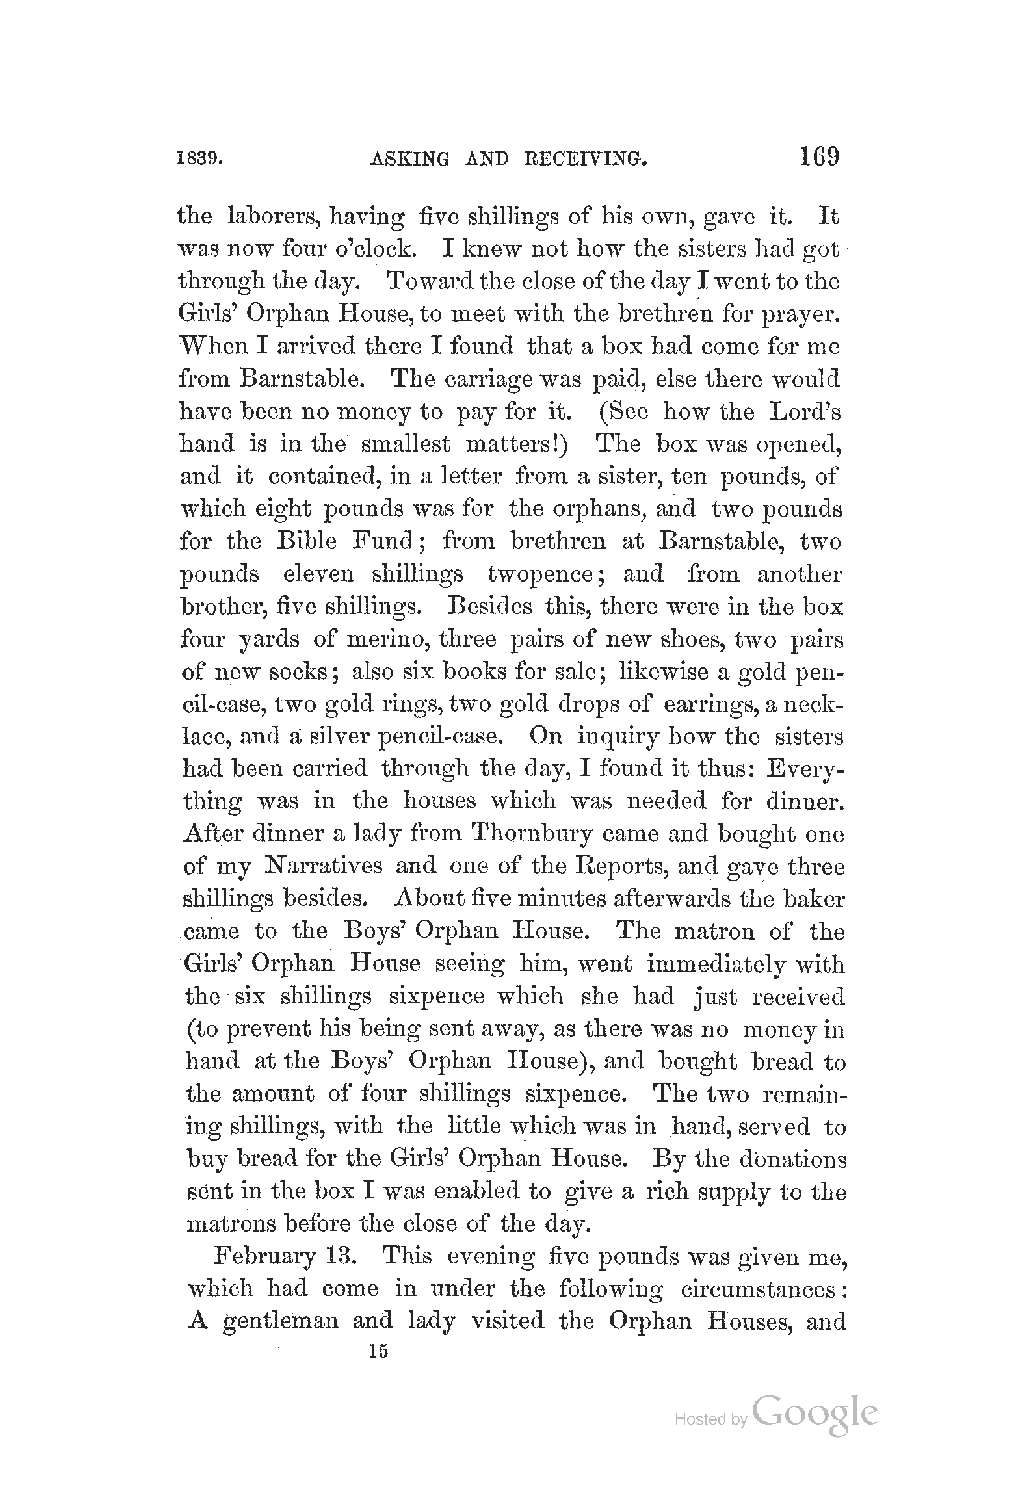 1839. ASKING AND RECEIVING. 169
the laborers, having five shillings of his own, gave it. It
was now four o'clock. I knew not how the sisters had got
through the day. Toward the close of the day I went to the
Girls' Orphan House, to meet with the brethren for prayer.
When I arrived there I found that a box had come for me
from Barnstable. The carriage was paid, else there would
have been no money to pay for it. (See how the Lord's
hand is in the smallest matters!) The box was opened,
and it contained, in a letter from a sister, ten pounds, of
which eight pounds was for the orphans, and two pounds
for the Bible Fund; from brethren at Barnstable, two
pounds eleven shillings twopence; and from another
brother, five shillings. Besides this, there were in the box
four yards of merino, three pairs of new shoes, two pairs
of new socks; also six books for sale; likewise a gold pen-
cil-case, two gold rings, two gold drops of earrings, a neck-
lace, and a silver pencil-case. On inquiry how the sisters
had been carried through the day, I found it thus: Every-
thing was in the houses which was needed for dinner.
After dinner a lady from Thornbury came and bought one
of my Narratives and one of the Reports, and gave three
shillings besides. About five minutes afterwards the baker
came to the Boys' Orphan House. The matron of the
Girls' Orphan House seeing him, went immediately with
the six shillings sixpence which she had just received
(to prevent his being sent away, as there was no money in
hand at the Boys' Orphan House), and bought bread to
the amount of four shillings sixpence. The two remain-
ing shillings, with the little which was in hand, served to
buy bread for the Girls' Orphan House. By the donations
sent in the box I was enabled to give a rich supply to the
matrons before the close of the day.
February 13. This evening five pounds was given me,
which had come in under the following circumstances:
A gentleman and lady visited the Orphan Houses, and
15
Hosted by Google